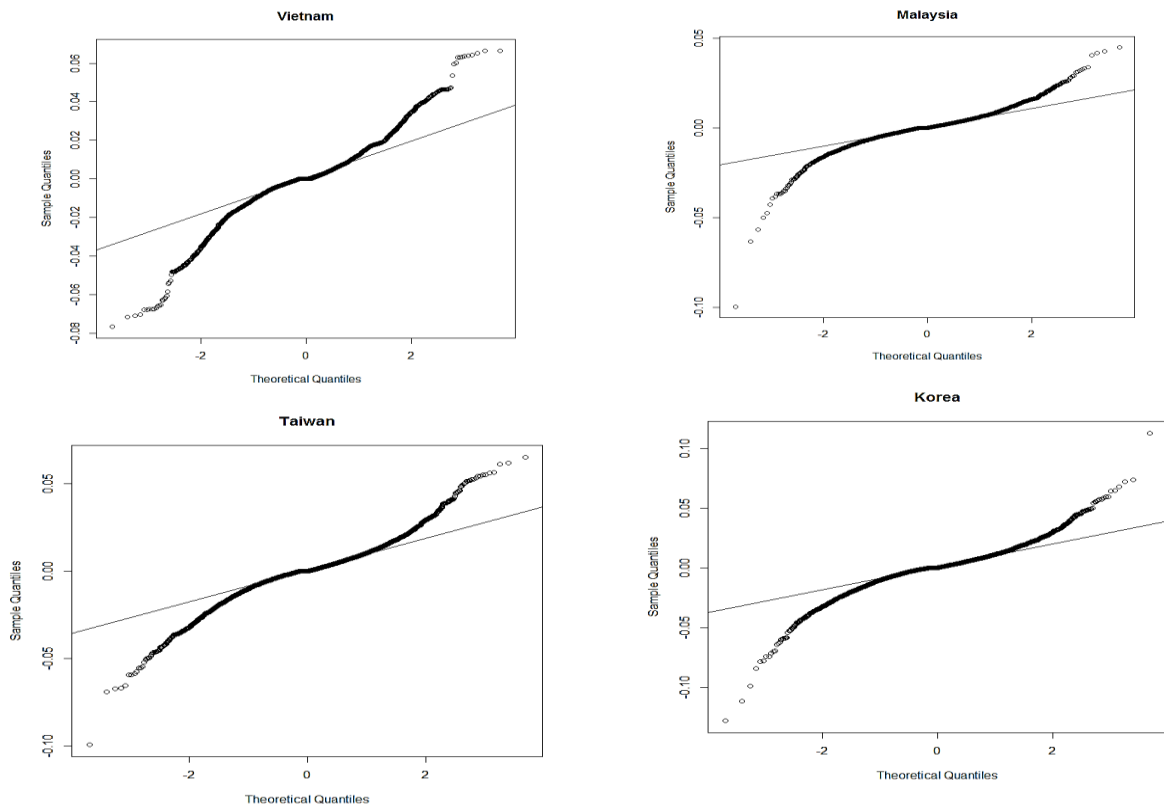 Vietnam
Sample Quantiles
0.06
0.04
0.02
0.00
-0.02
-0.04
-0.06
-0.08
-2
0
2
Theoretical Quantiles
Malaysia
Sample Quantiles
0.05
0.00
-0.05
-0.10
-2
0
2
Theoretical Quantiles
Taiwan
Sample Quantiles
0.05
0.00
-0.05
-0.10
-2
0
2
Theoretical Quantiles
Korea
Sample Quantiles
0.10
0.05
0.00
-0.05
-0.10
-2
0
2
Theoretical Quantiles